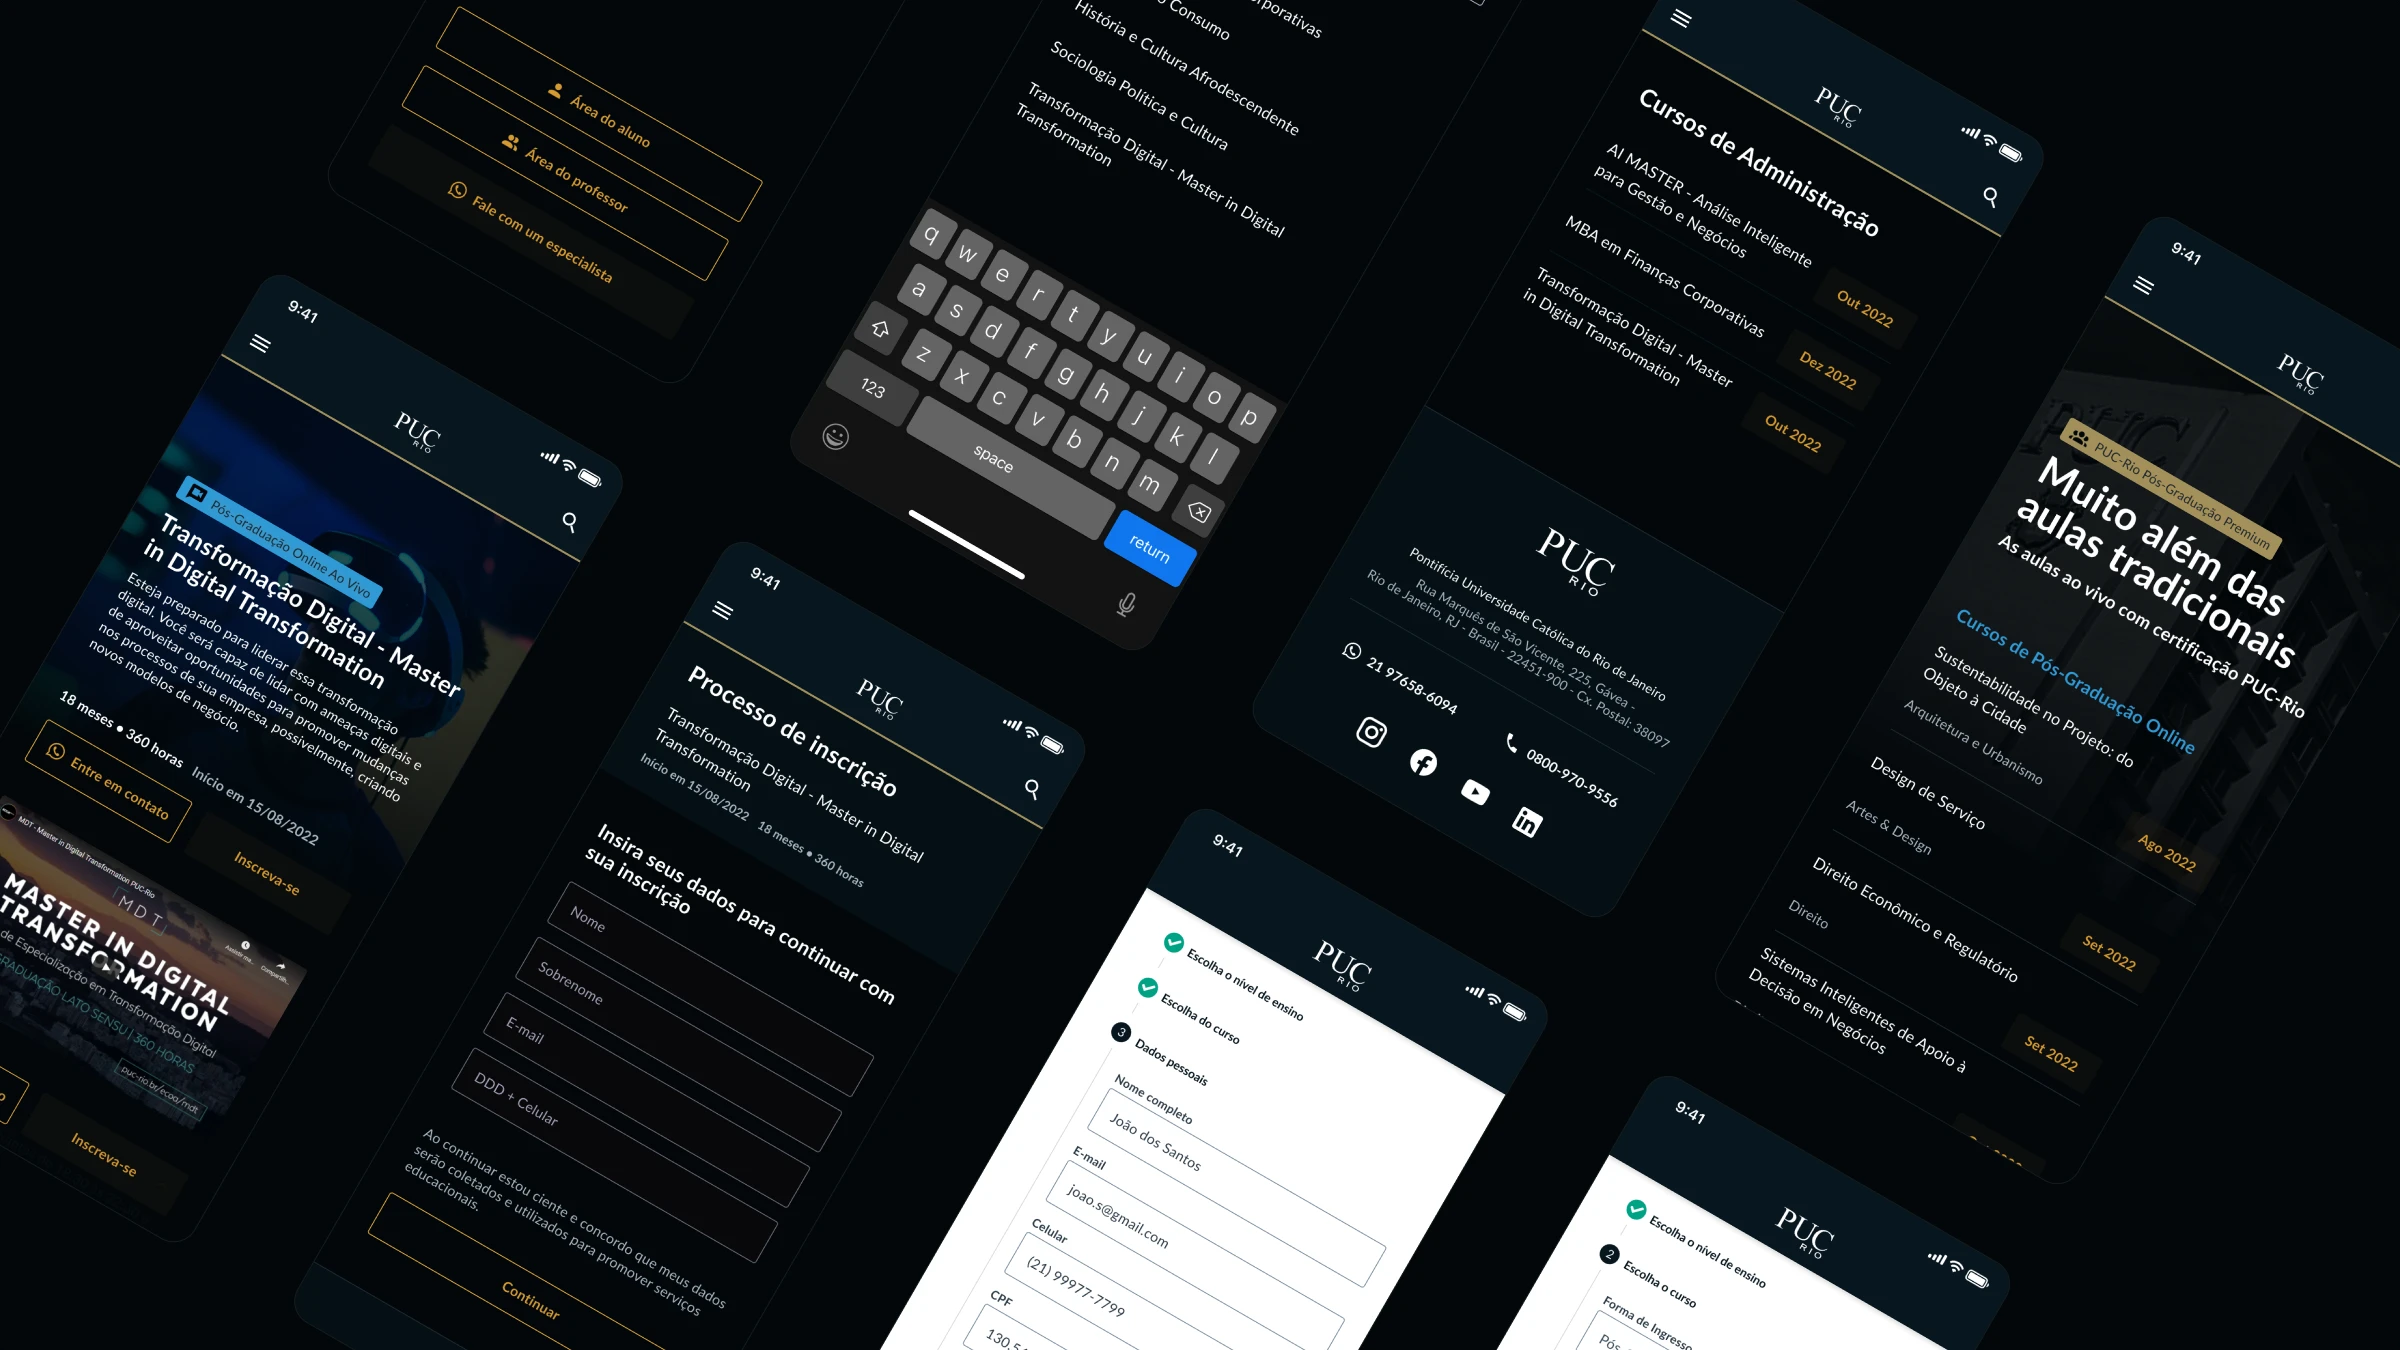 Área do aluno
Área do professor
Fale com um especialista
9:41
PUC
RIO
Pós-Graduação Online Ao Vivo
Transformação Digital - Master
in Digital Transformation
Esteja preparado para liderar essa transformação
digital. Você será capaz de lidar com ameaças digitais e
de aproveitar oportunidades para promover mudanças
nos processos de sua empresa, possivelmente, criando
novos modelos de negócio.
18 meses ● 360 horas Início em 15/08/2022
Entre em contato
Inscreva-se
MDT - Master in Digital Transformation PUC-Rio
MDT
MASTER IN DIGITAL
TRANSFORMATION
de Especialização em Transformação Digital
GRADUAÇÃO LATO SENSU | 360 HORAS
puc-rio.br/ecoa/mdt
Inscreva-se
9:41
PUC
RIO
Processo de inscrição
Transformação Digital - Master in Digital
Transformation
Início em 15/08/2022 18 meses ● 360 horas
Insira seus dados para continuar com
sua inscrição
Nome
Sobrenome
E-mail
DDD + Celular
Ao continuar estou ciente e concordo que meus dados
serão coletados e utilizados para promover serviços
educacionais.
Continuar
Consumo
História e Cultura Afrodescendente
Sociologia Política e Cultura
Transformação Digital - Master in Digital
Transformation
q w e r t y u i o p
a s d f g h j k l
z x c v b n m
123
space
return
9:41
PUC
RIO
Escolha o nível de ensino
Escolha do curso
3
Dados pessoais
Nome completo
João dos Santos
E-mail
joao.s@gmail.com
Celular
(21) 99977-7799
CPF
PUC
RIO
Cursos de Administração
AI MASTER - Análise Inteligente
para Gestão e Negócios
Out 2022
MBA em Finanças Corporativas
Dez 2022
Transformação Digital - Master
in Digital Transformation
Out 2022
PUC
RIO
Pontifícia Universidade Católica do Rio de Janeiro
Rua Marquês de São Vicente, 225, Gávea -
Rio de Janeiro, RJ - Brasil - 22451-900 - Cx. Postal: 38097
21 97658-6094
0800-970-9556
9:41
PUC
RIO
Escolha o nível de ensino
2
Escolha o curso
Forma de Ingresso
9:41
PUC
RIO
PUC-Rio Pós-Graduação Premium
Muito além das
aulas tradicionais
As aulas ao vivo com certificação PUC-Rio
Cursos de Pós-Graduação Online
Sustentabilidade no Projeto: do
Objeto à Cidade
Arquitetura e Urbanismo
Ago 2022
Design de Serviço
Artes & Design
Set 2022
Direito Econômico e Regulatório
Direito
Set 2022
Sistemas Inteligentes de Apoio à
Decisão em Negócios